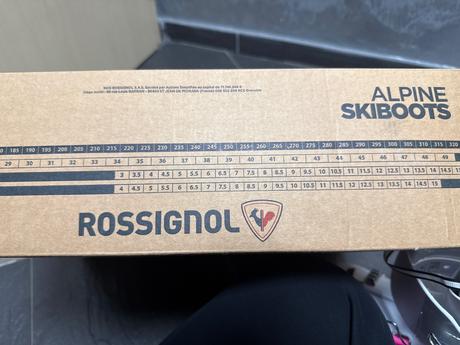 ALPINE
SKIBOOTS
185 190 195 200 205 210 215 220 225 230 235 240 245 250 255 260 265 270 275 280 285 290 295 300 305 310 315 320
29 30 31 32 33 34 35 36 37 38 39 40 41 42 43 44 45 46 47 48 49
3 3.5 4 4.5 5 5.5 6 6.5 7 7.5 8 8.5 9 9.5 10 10.5 11 11.5 12 12.5 13 13.5 14 14.5
4 4.5 5 5.5 6 6.5 7 7.5 8 8.5 9 9.5 10 10.5 11 11.5 12 12.5 13 13.5 14 14.5 15
ROSSIGNOL